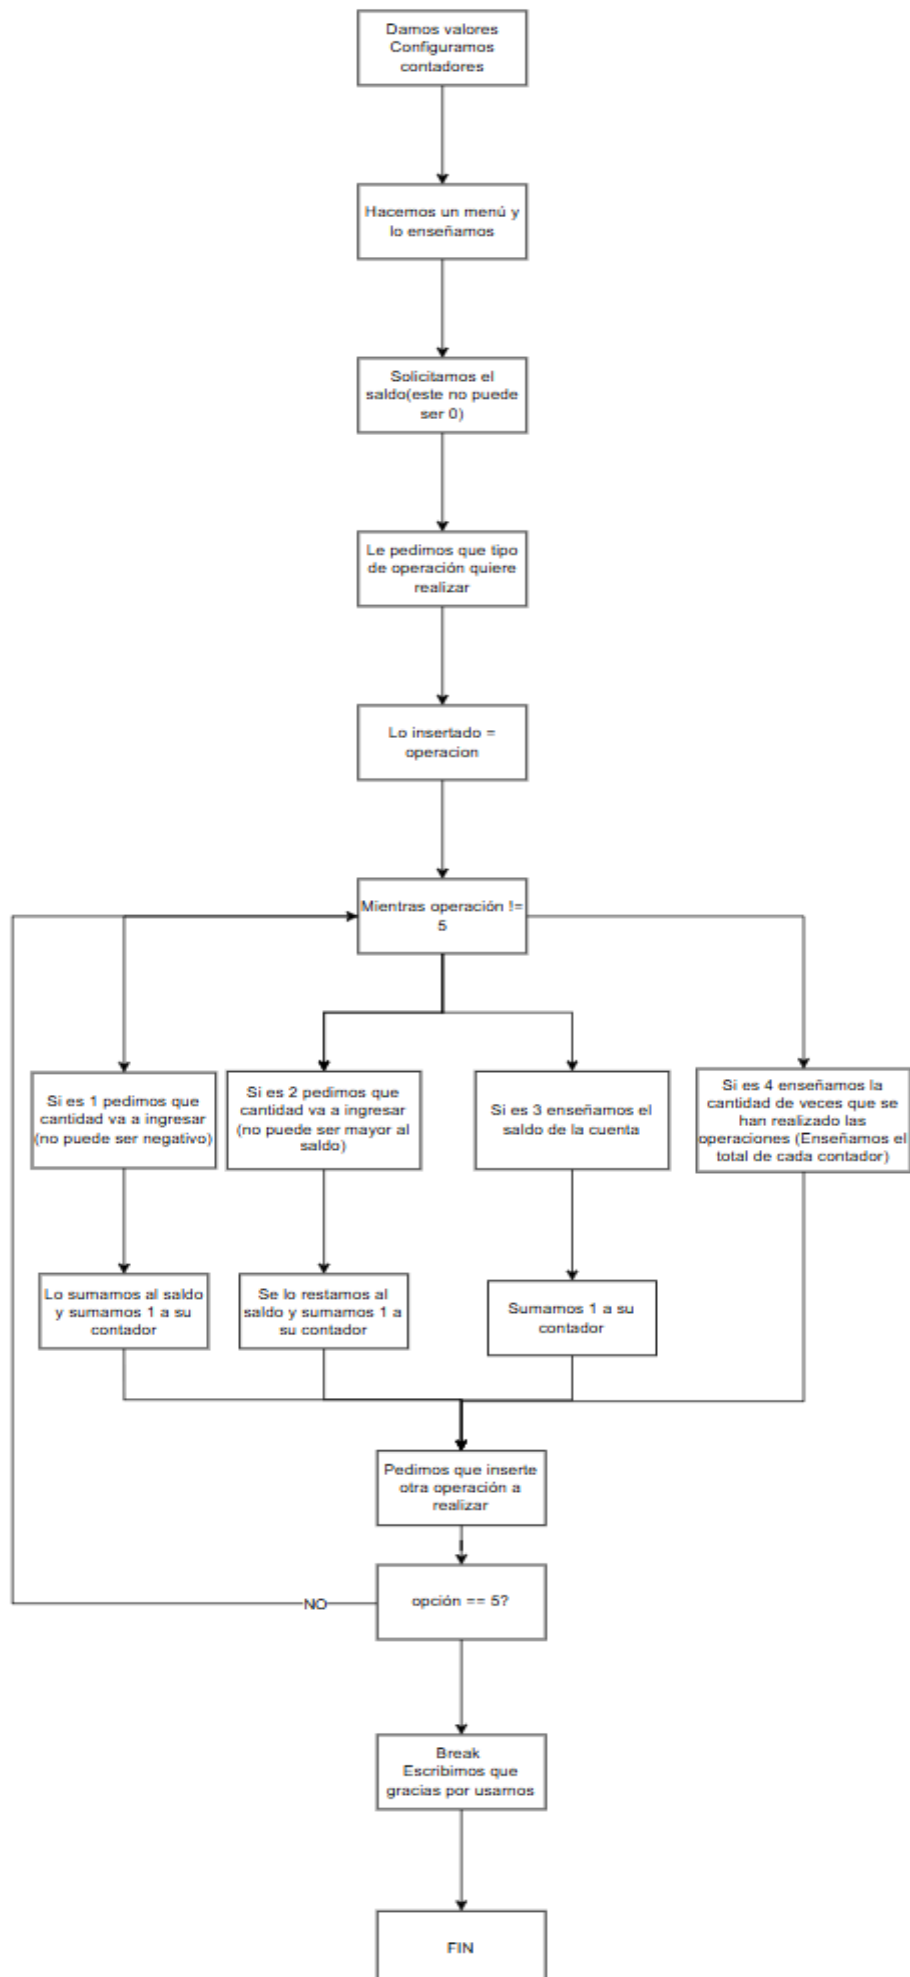 Damos valores
Configuramos
contadores
Hacemos un menú y
lo enseñamos
Solicitamos el
saldo(este no puede
ser 0)
Le pedimos que tipo
de operación quiere
realizar
Lo insertado =
operacion
Mientras operación !=
5
Si es 1 pedimos que
cantidad va a ingresar
(no puede ser negativo)
Si es 2 pedimos que
cantidad va a ingresar
(no puede ser mayor al
saldo)
Si es 3 enseñamos el
saldo de la cuenta
Si es 4 enseñamos la
cantidad de veces que se
han realizado las
operaciones (Enseñamos el
total de cada contador)
Lo sumamos al saldo
y sumamos 1 a su
contador
Se lo restamos al
saldo y sumamos 1 a
su contador
Sumamos 1 a su
contador
Pedimos que inserte
otra operación a
realizar
opción == 5?
NO
Break
Escribimos que
gracias por usarnos
FIN